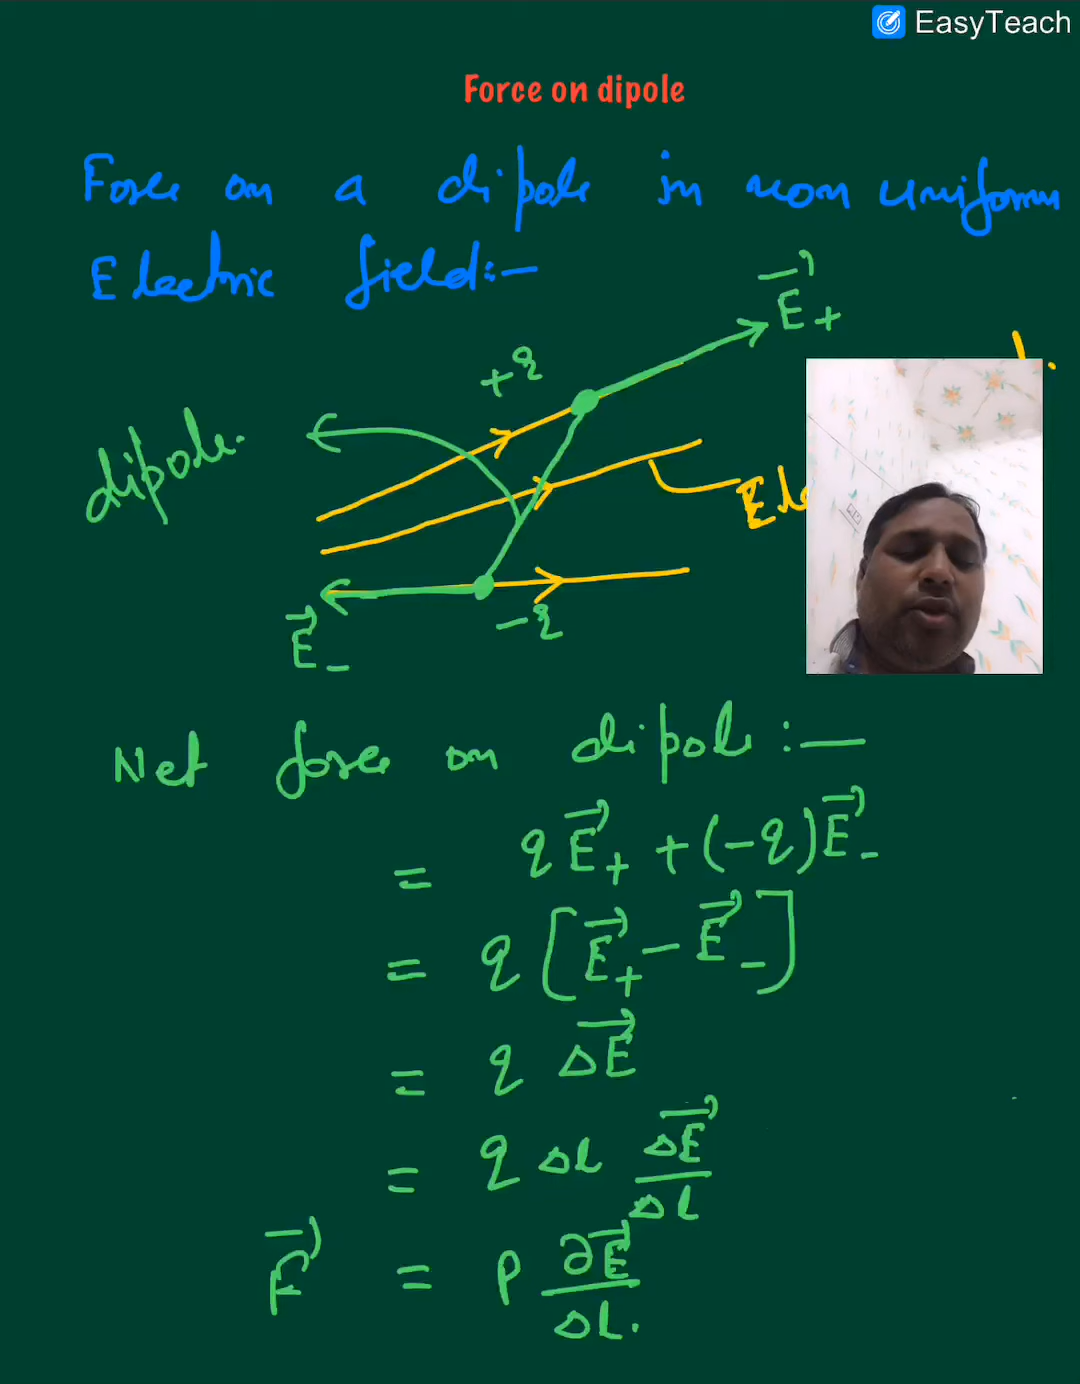 EasyTeach
Force on dipole
Force on a dipole in non uniform
Electric field:-
E⃗₊
+q
dipole.
Ele
-q
E⃗₋
Net force on dipole:-
= qE⃗₊ + (-q)E⃗₋
= q[E⃗₊ - E⃗₋]
= q ΔE⃗
= q Δl ΔE⃗/Δl
F⃗ = p ∂E⃗/Δl.